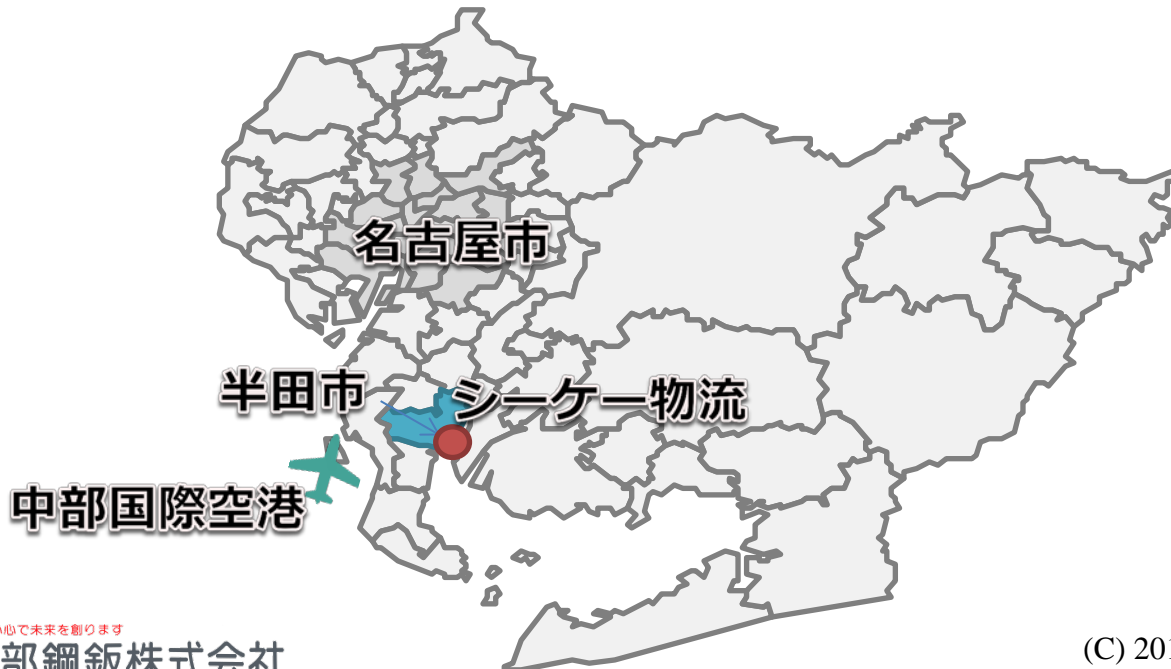 名古屋市
半田市
シーケー物流
中部国際空港
心で未来を創ります
部鋼鈑株式会社
(C) 201